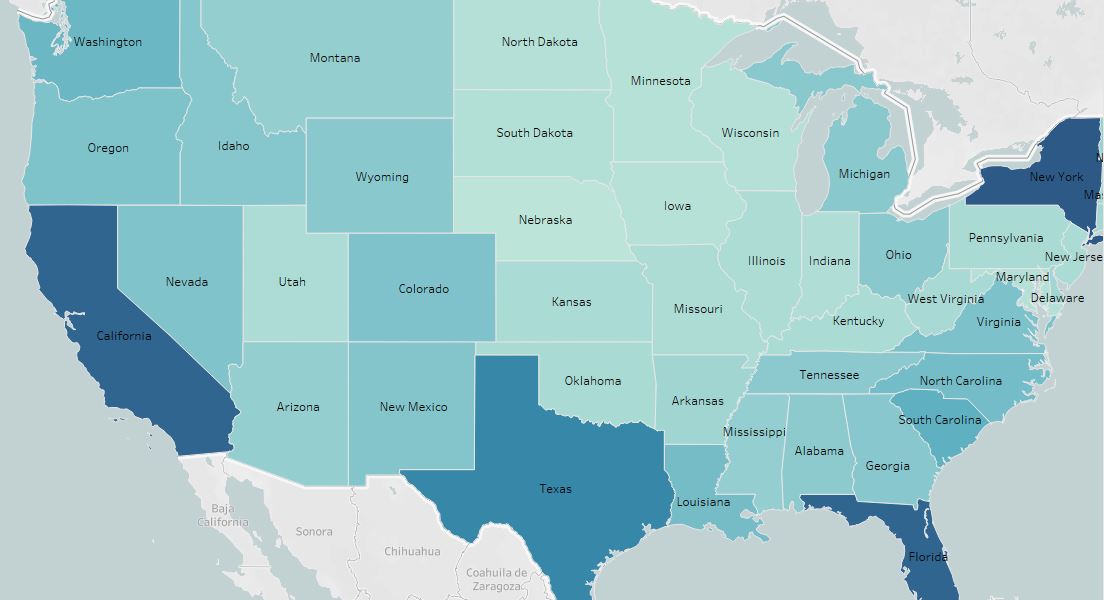 Washington
Montana
North Dakota
Minnesota
Oregon
Idaho
South Dakota
Wisconsin
Wyoming
Michigan
New York
Iowa
Nebraska
Pennsylvania
Ohio
New Jerse
Illinois
Indiana
Nevada
Utah
Colorado
Maryland
Kansas
West Virginia
Delaware
Missouri
Kentucky
Virginia
California
Tennessee
Oklahoma
North Carolina
Arkansas
Arizona
New Mexico
South Carolina
Mississippi
Alabama
Georgia
Texas
Louisiana
Baja
California
Sonora
Chihuahua
Florida
Coahuila de
Zaragoza